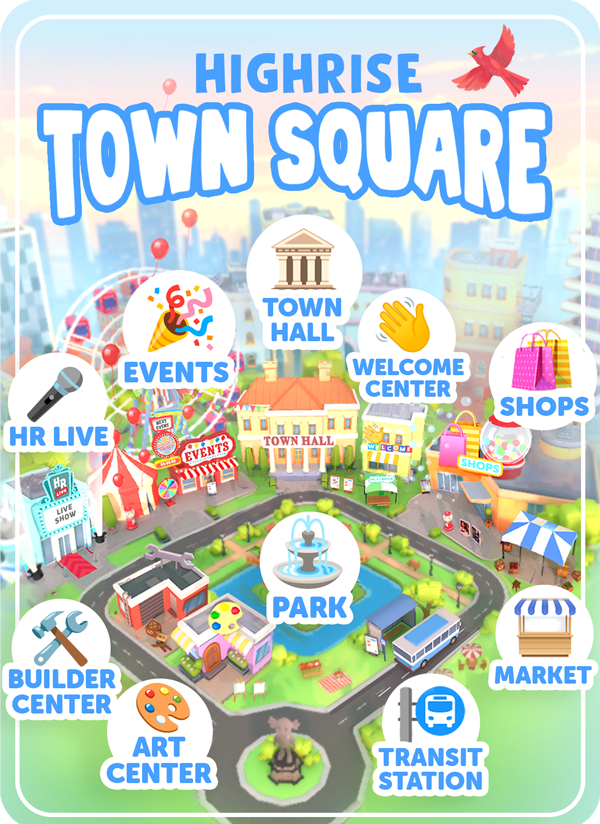 HIGHRISE
TOWN SQUARE
TOWN
HALL
EVENTS
WELCOME
CENTER
SHOPS
HR LIVE
NEXT
EVENT
EVENTS
TOWN HALL
WELCOME
SHOPS
HR
LIVE
LIVE
SHOW
PARK
BUILDER
CENTER
MARKET
ART
CENTER
TRANSIT
STATION